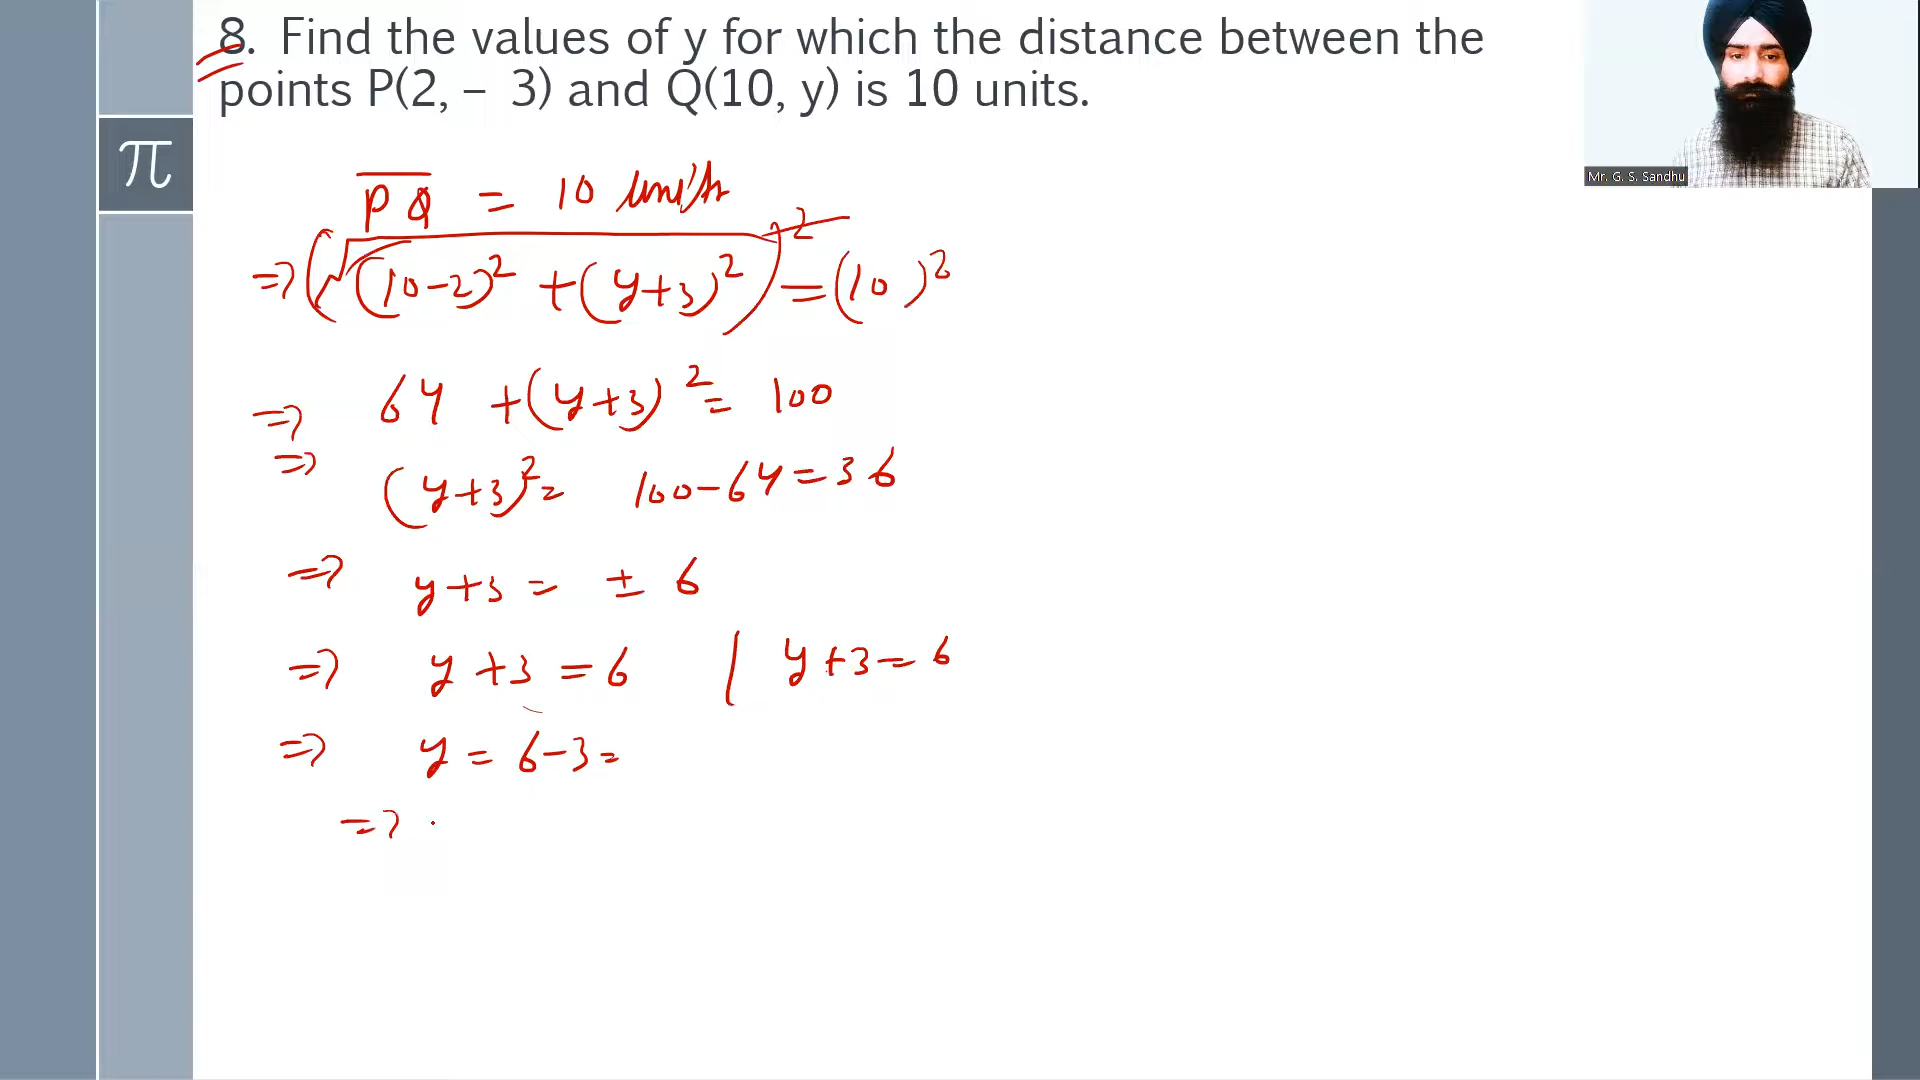 8. Find the values of y for which the distance between the
points P(2, – 3) and Q(10, y) is 10 units.
π
Mr. G. S. Sandhu
PQ = 10 units
=> (√(10-2)² + (y+3)²)² = (10)²
=> 64 + (y+3)² = 100
=> (y+3)² = 100-64=36
=> y+3 = ± 6
=> y+3 = 6 | y+3=6
=> y = 6-3=
=>